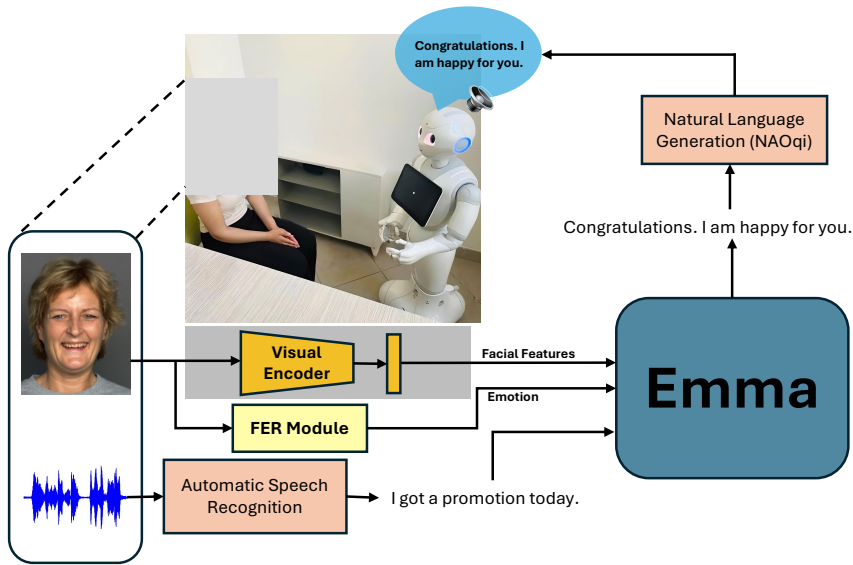 Congratulations. I
am happy for you.
Natural Language
Generation (NAOqi)
Congratulations. I am happy for you.
Visual
Encoder
Facial Features
Emotion
Emma
FER Module
Automatic Speech
Recognition
I got a promotion today.